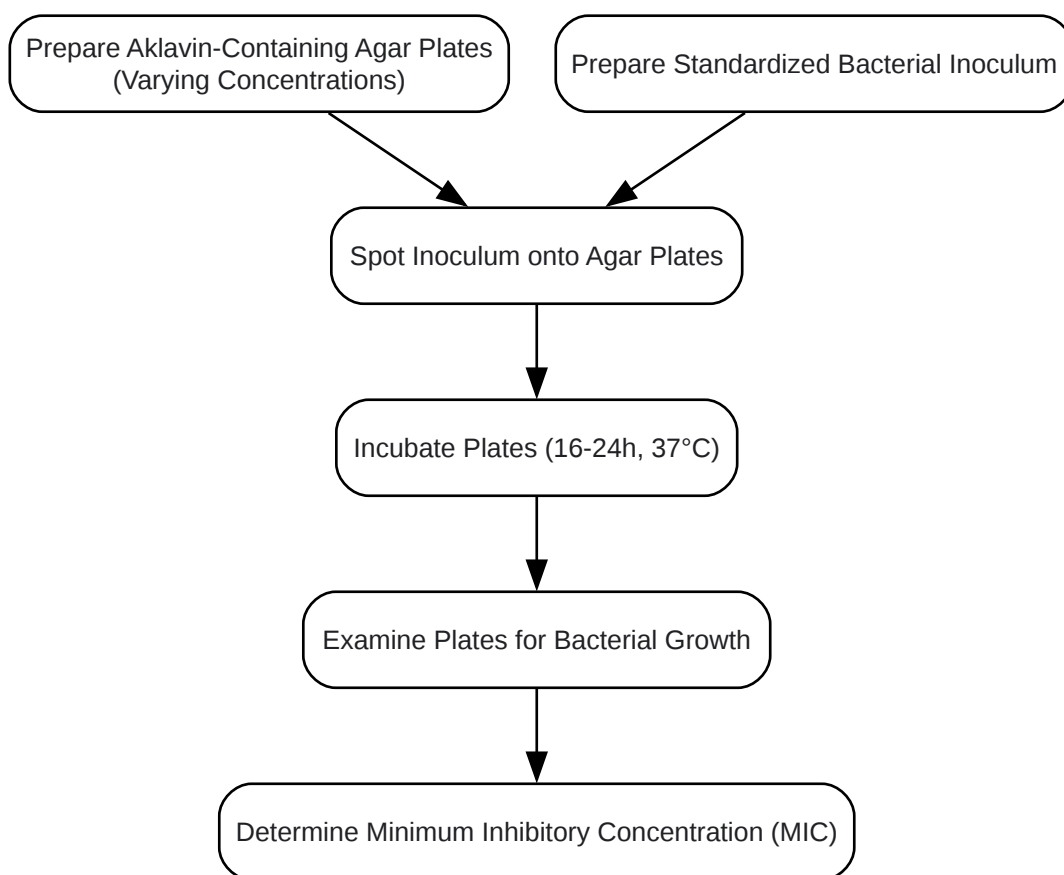 Prepare Aklavin-Containing Agar Plates
(Varying Concentrations)
Prepare Standardized Bacterial Inoculum
Spot Inoculum onto Agar Plates
Incubate Plates (16-24h, 37°C)
Examine Plates for Bacterial Growth
Determine Minimum Inhibitory Concentration (MIC)